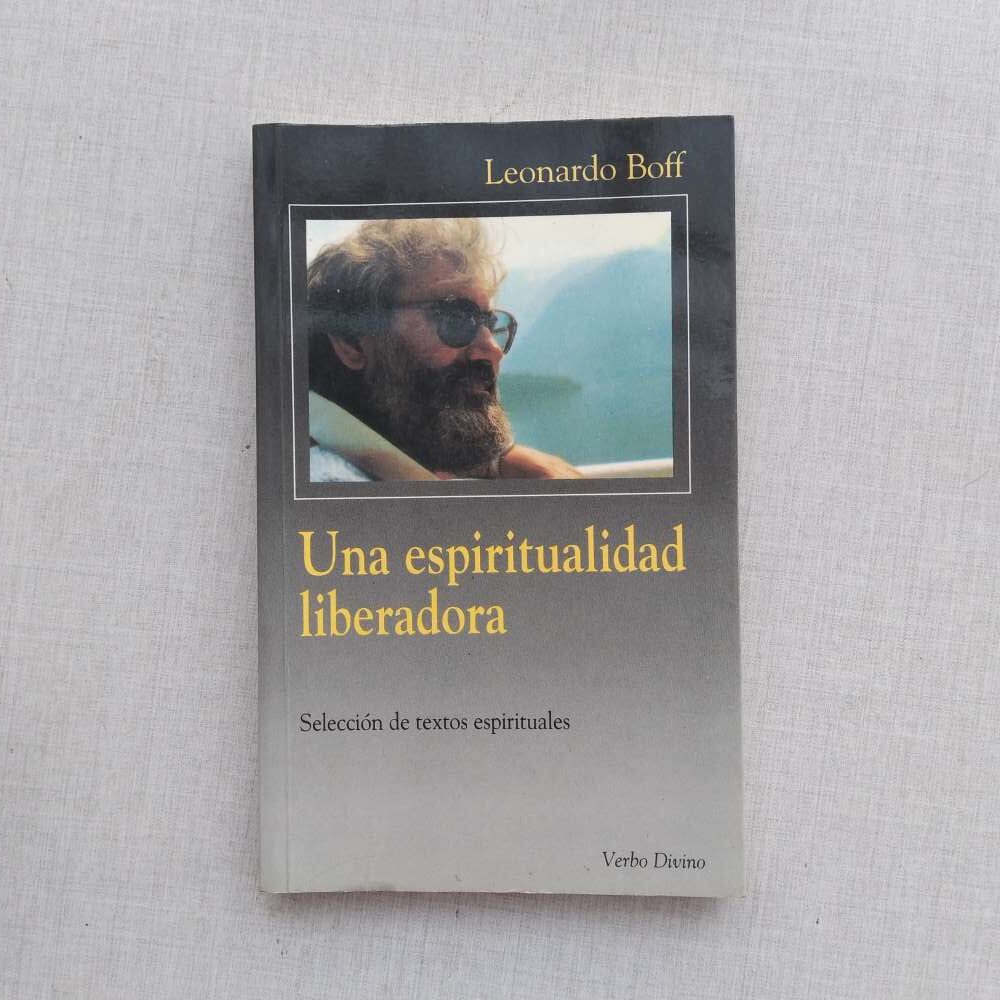 Leonardo Boff
Una espiritualidad
liberadora
Selección de textos espirituales
Verbo Divino